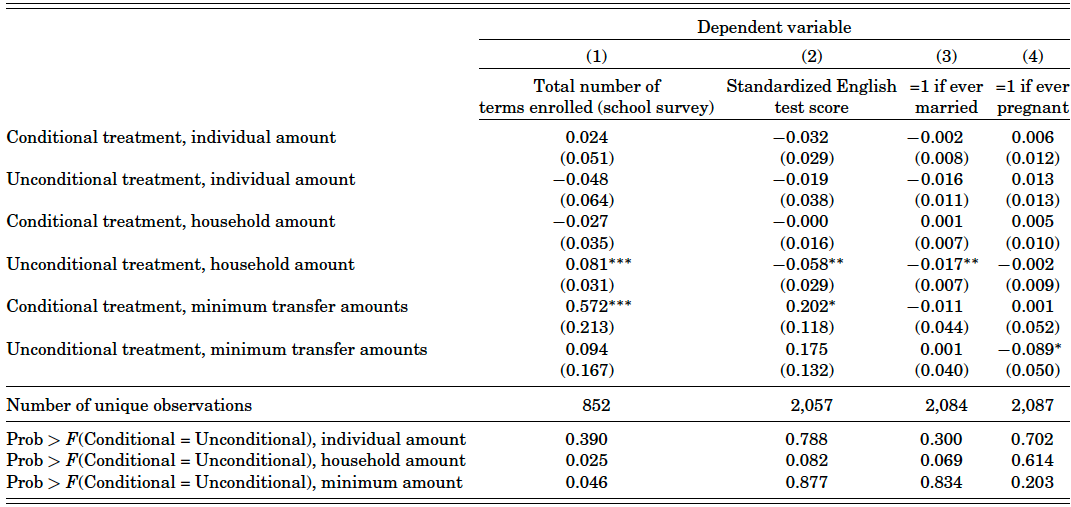 Dependent variable
(1) (2) (3) (4)
Total number of Standardized English =1 if ever =1 if ever
terms enrolled (school survey) test score married pregnant
Conditional treatment, individual amount 0.024 −0.032 −0.002 0.006
(0.051) (0.029) (0.008) (0.012)
Unconditional treatment, individual amount −0.048 −0.019 −0.016 0.013
(0.064) (0.038) (0.011) (0.013)
Conditional treatment, household amount −0.027 −0.000 0.001 0.005
(0.035) (0.016) (0.007) (0.010)
Unconditional treatment, household amount 0.081*** −0.058** −0.017** −0.002
(0.031) (0.029) (0.007) (0.009)
Conditional treatment, minimum transfer amounts 0.572*** 0.202* −0.011 0.001
(0.213) (0.118) (0.044) (0.052)
Unconditional treatment, minimum transfer amounts 0.094 0.175 0.001 −0.089*
(0.167) (0.132) (0.040) (0.050)
Number of unique observations 852 2,057 2,084 2,087
Prob > F(Conditional = Unconditional), individual amount 0.390 0.788 0.300 0.702
Prob > F(Conditional = Unconditional), household amount 0.025 0.082 0.069 0.614
Prob > F(Conditional = Unconditional), minimum amount 0.046 0.877 0.834 0.203